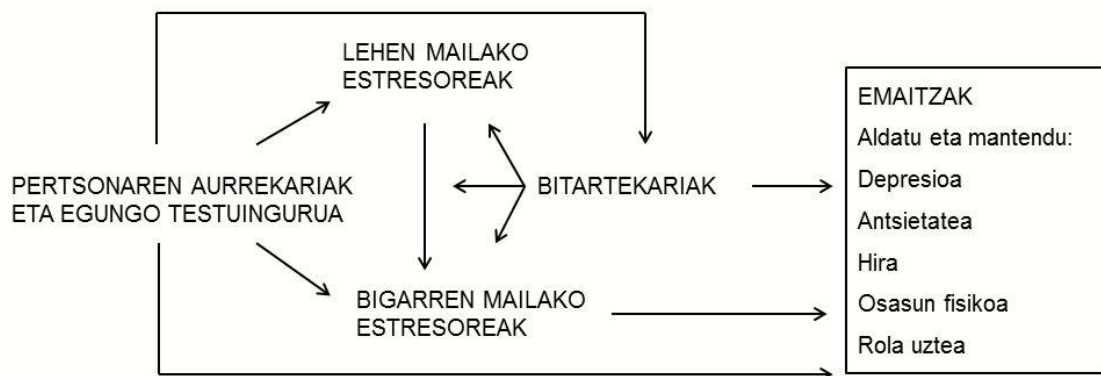 LEHEN MAILAKO
ESTRESOREAK
PERTSONAREN AURREKARIAK
ETA EGUNGO TESTUINGURUA
BITARTEKARIAK
BIGARREN MAILAKO
ESTRESOREAK
EMAITZAK
Aldatu eta mantendu:
Depresioa
Antsietatea
Hira
Osasun fisikoa
Rola uztea